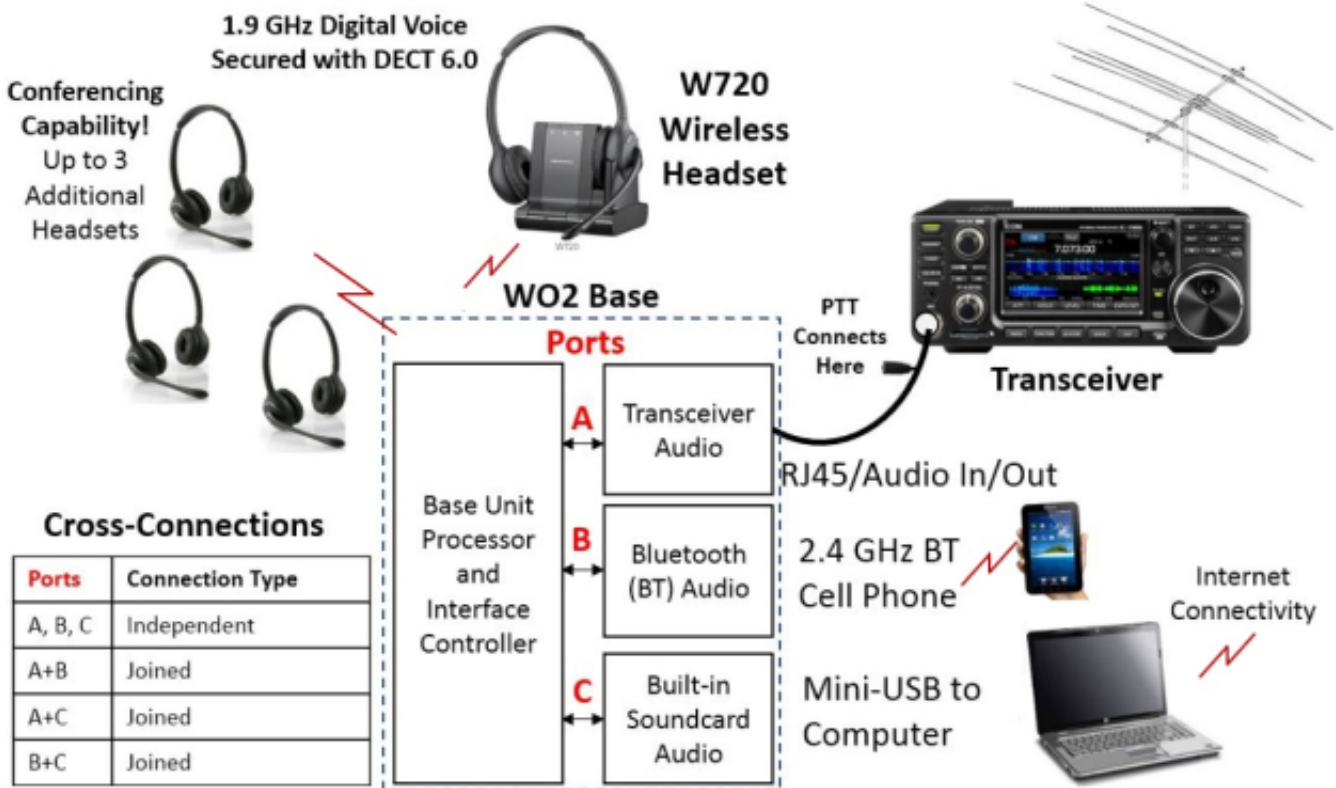 1.9 GHz Digital Voice
Secured with DECT 6.0
Conferencing
Capability!
Up to 3
Additional
Headsets
W720
Wireless
Headset
W720
WO2 Base
Ports
Base Unit
Processor
and
Interface
Controller
A
Transceiver
Audio
B
Bluetooth
(BT) Audio
C
Built-in
Soundcard
Audio
PTT
Connects
Here
7.073.00
Transceiver
RJ45/Audio In/Out
2.4 GHz BT
Cell Phone
Internet
Connectivity
Mini-USB to
Computer
Cross-Connections
Ports Connection Type
A, B, C Independent
A+B Joined
A+C Joined
B+C Joined